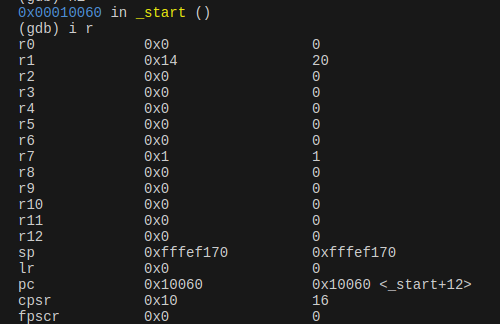 0x00010060 in _start ()
(gdb) i r
r0 0x0 0
r1 0x14 20
r2 0x0 0
r3 0x0 0
r4 0x0 0
r5 0x0 0
r6 0x0 0
r7 0x1 1
r8 0x0 0
r9 0x0 0
r10 0x0 0
r11 0x0 0
r12 0x0 0
sp 0xfffef170 0xfffef170
lr 0x0 0
pc 0x10060 0x10060 <_start+12>
cpsr 0x10 16
fpscr 0x0 0